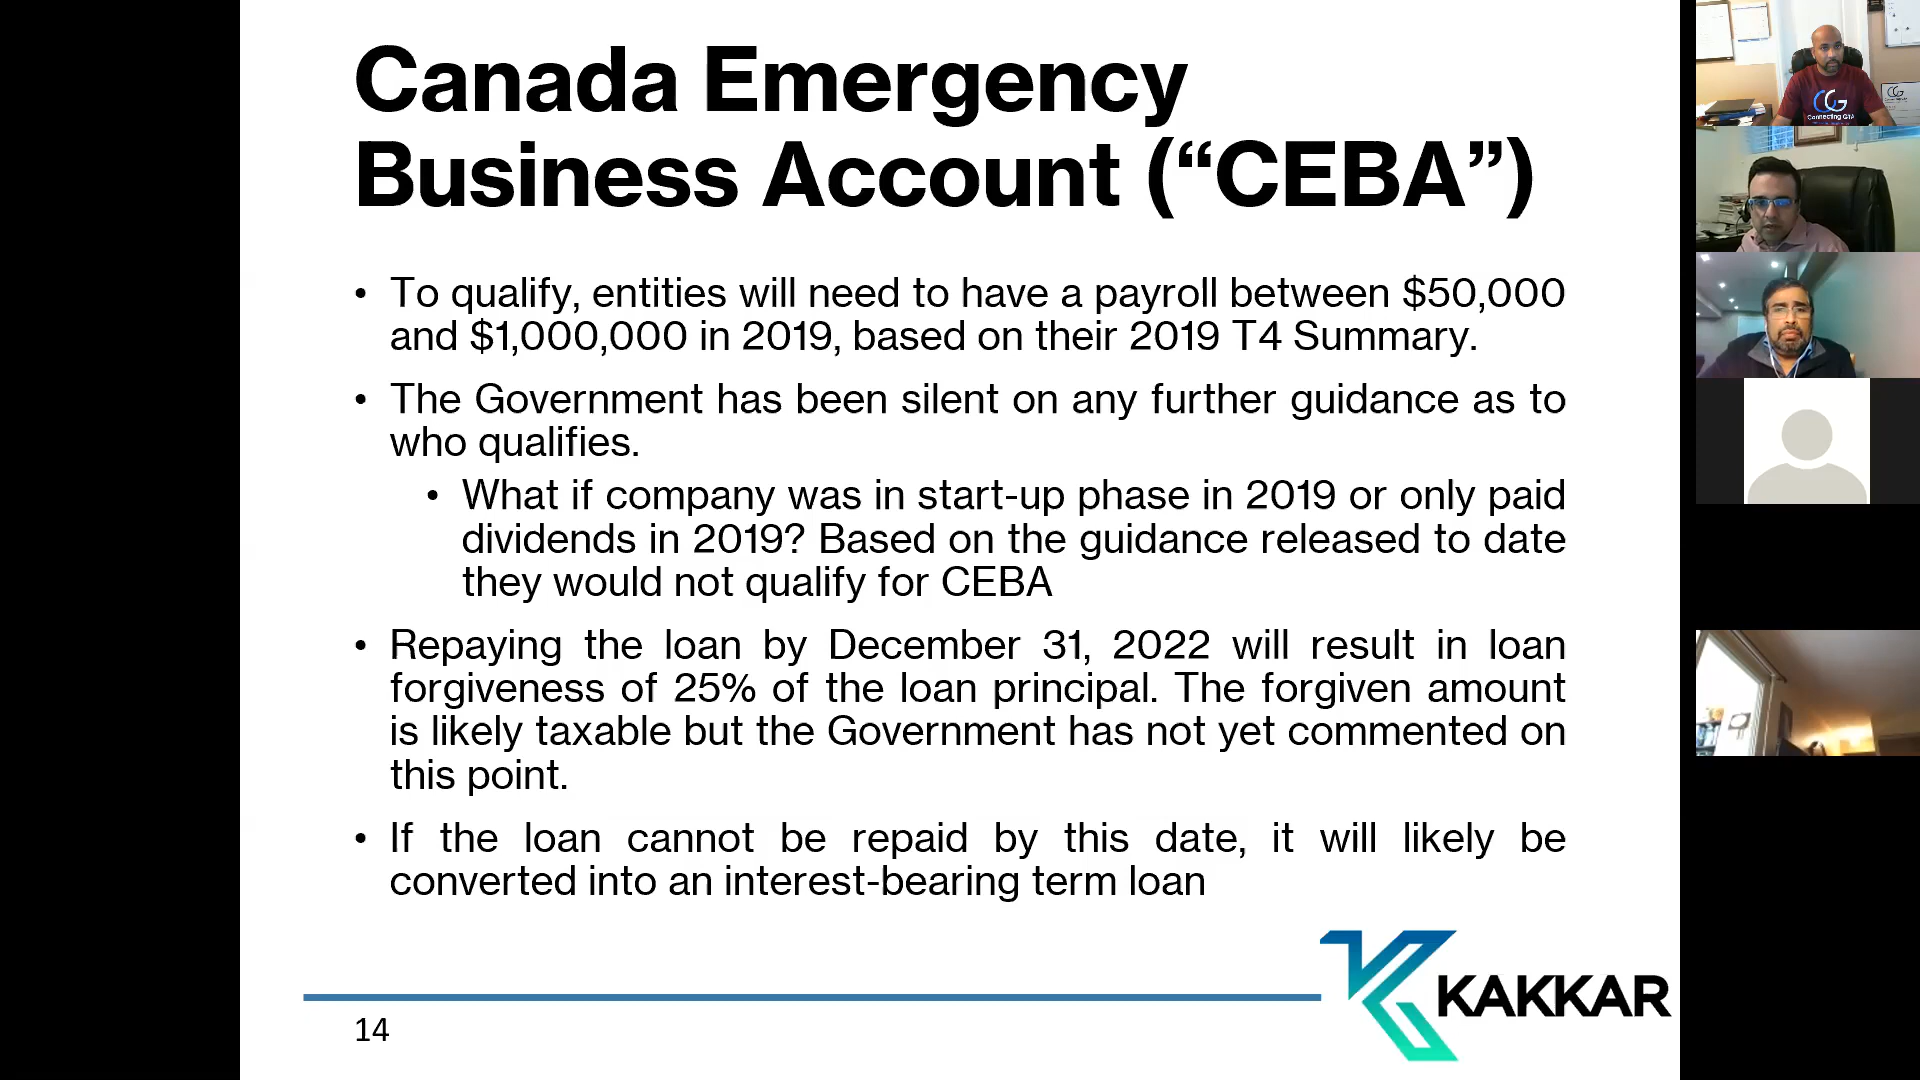 Canada Emergency
Business Account (“CEBA”)
• To qualify, entities will need to have a payroll between $50,000
and $1,000,000 in 2019, based on their 2019 T4 Summary.
• The Government has been silent on any further guidance as to
who qualifies.
• What if company was in start-up phase in 2019 or only paid
dividends in 2019? Based on the guidance released to date
they would not qualify for CEBA
• Repaying the loan by December 31, 2022 will result in loan
forgiveness of 25% of the loan principal. The forgiven amount
is likely taxable but the Government has not yet commented on
this point.
• If the loan cannot be repaid by this date, it will likely be
converted into an interest-bearing term loan
KAKKAR
14
CG
Connecting GTA